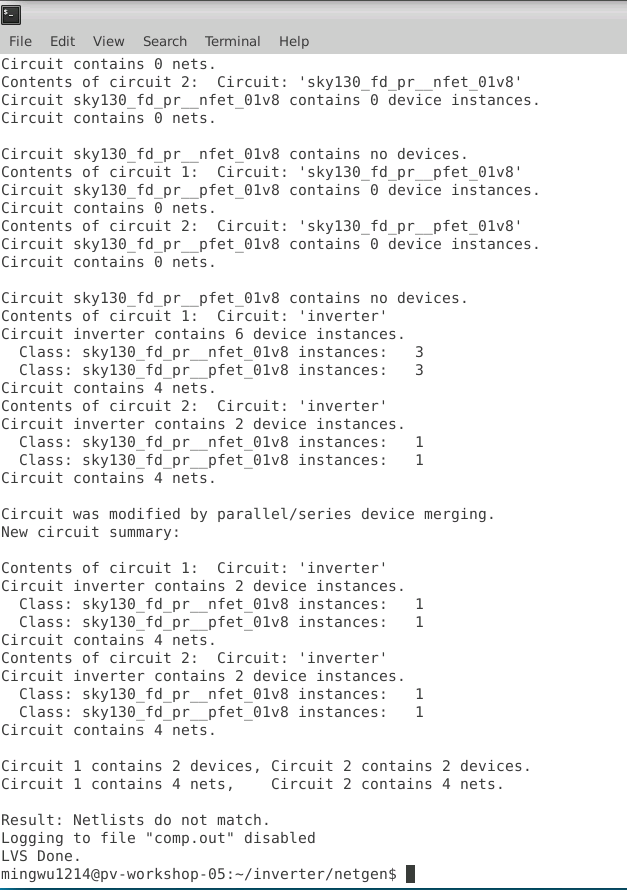 File Edit View Search Terminal Help
Circuit contains 0 nets.
Contents of circuit 2:  Circuit: 'sky130_fd_pr__nfet_01v8'
Circuit sky130_fd_pr__nfet_01v8 contains 0 device instances.
Circuit contains 0 nets.

Circuit sky130_fd_pr__nfet_01v8 contains no devices.
Contents of circuit 1:  Circuit: 'sky130_fd_pr__pfet_01v8'
Circuit sky130_fd_pr__pfet_01v8 contains 0 device instances.
Circuit contains 0 nets.
Contents of circuit 2:  Circuit: 'sky130_fd_pr__pfet_01v8'
Circuit sky130_fd_pr__pfet_01v8 contains 0 device instances.
Circuit contains 0 nets.

Circuit sky130_fd_pr__pfet_01v8 contains no devices.
Contents of circuit 1:  Circuit: 'inverter'
Circuit inverter contains 6 device instances.
  Class: sky130_fd_pr__nfet_01v8 instances:   3
  Class: sky130_fd_pr__pfet_01v8 instances:   3
Circuit contains 4 nets.
Contents of circuit 2:  Circuit: 'inverter'
Circuit inverter contains 2 device instances.
  Class: sky130_fd_pr__nfet_01v8 instances:   1
  Class: sky130_fd_pr__pfet_01v8 instances:   1
Circuit contains 4 nets.

Circuit was modified by parallel/series device merging.
New circuit summary:

Contents of circuit 1:  Circuit: 'inverter'
Circuit inverter contains 2 device instances.
  Class: sky130_fd_pr__nfet_01v8 instances:   1
  Class: sky130_fd_pr__pfet_01v8 instances:   1
Circuit contains 4 nets.
Contents of circuit 2:  Circuit: 'inverter'
Circuit inverter contains 2 device instances.
  Class: sky130_fd_pr__nfet_01v8 instances:   1
  Class: sky130_fd_pr__pfet_01v8 instances:   1
Circuit contains 4 nets.

Circuit 1 contains 2 devices, Circuit 2 contains 2 devices.
Circuit 1 contains 4 nets,    Circuit 2 contains 4 nets.

Result: Netlists do not match.
Logging to file "comp.out" disabled
LVS Done.
mingwu1214@pv-workshop-05:~/inverter/netgen$